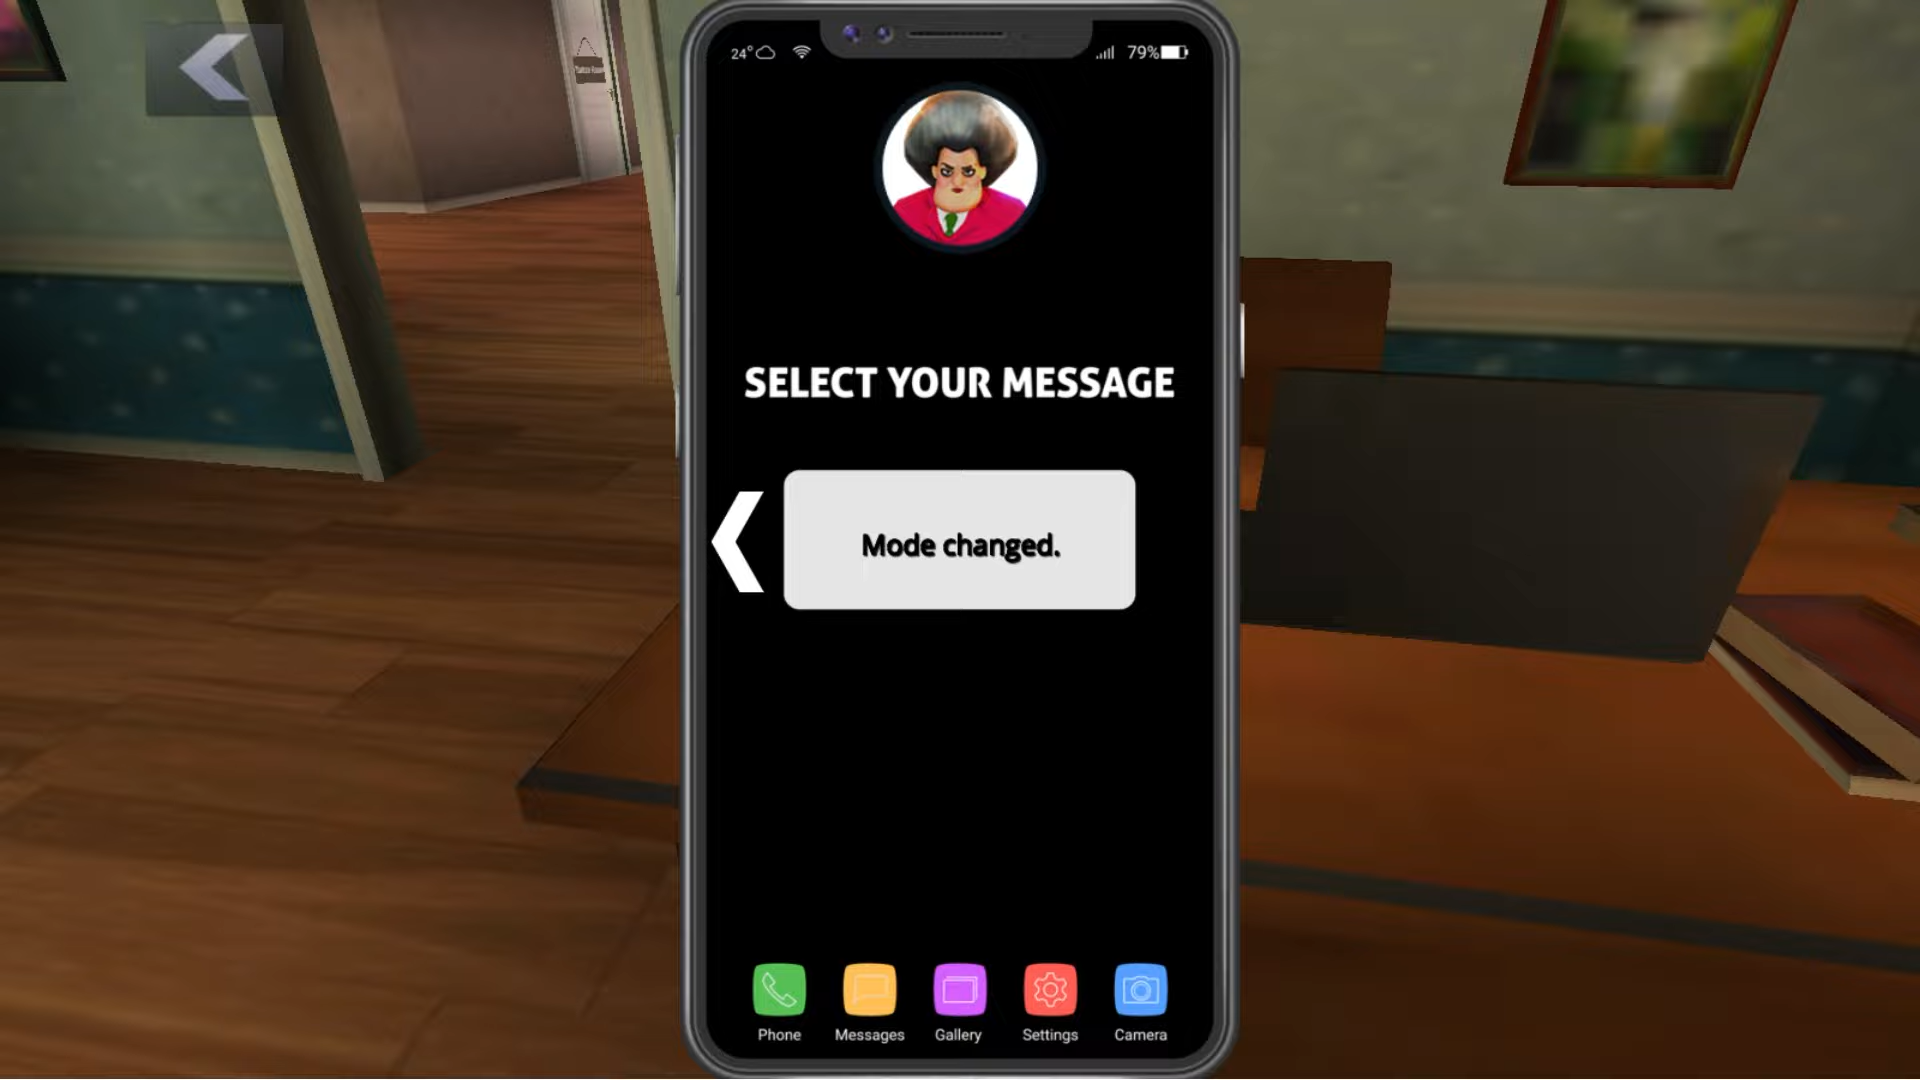 24°
79%
SELECT YOUR MESSAGE
Mode changed.
Phone
Messages
Gallery
Settings
Camera